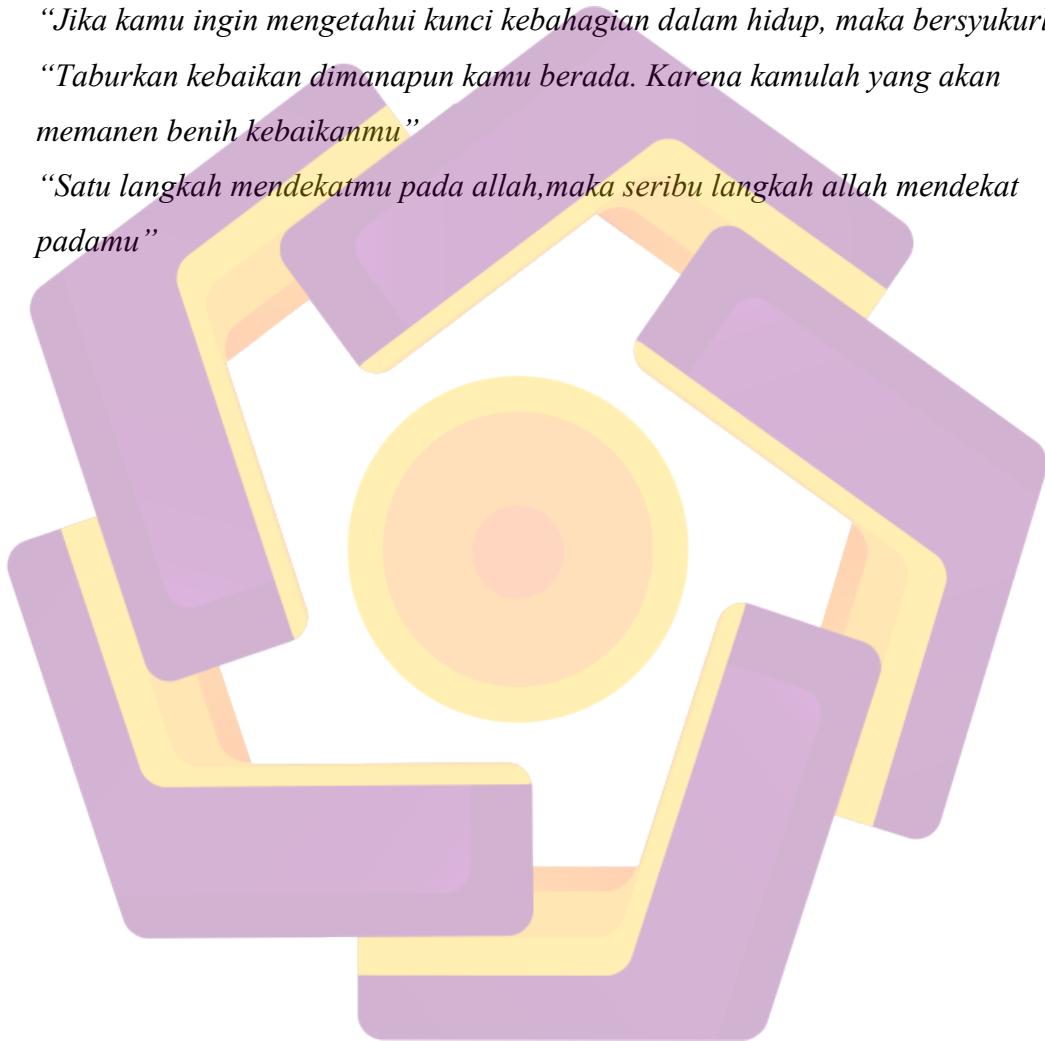 “Jika kamu ingin mengetahui kunci kebahagian dalam hidup, maka
“Taburkan kebaikan dimanapun kamu berada. Karena kamulah yang akan
memanen benih kebaikanmu”
“Satu langkah mendekatmu pada allah,maka seribu langkah allah mendekat
padamu”